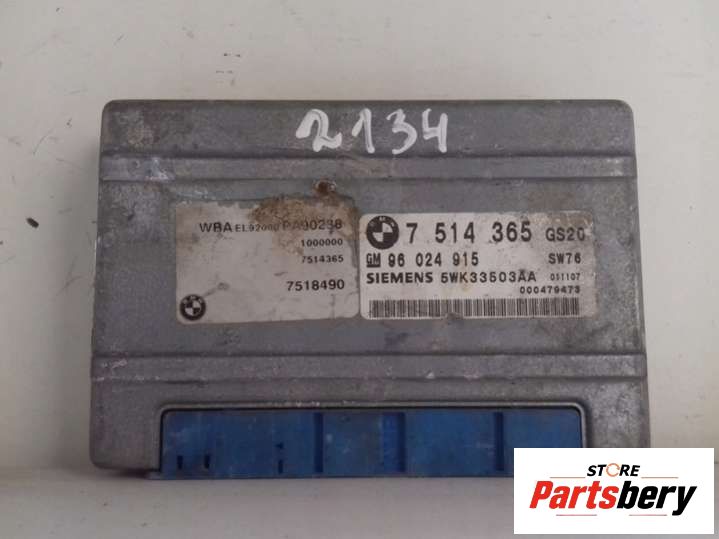 2134
WBA EL92000 PA90238
1000000
7514365
7518490
7 514 365 GS20
GM 96 024 915 SW76
SIEMENS 5WK33503AA 011107
000479473
STORE
Partsbery